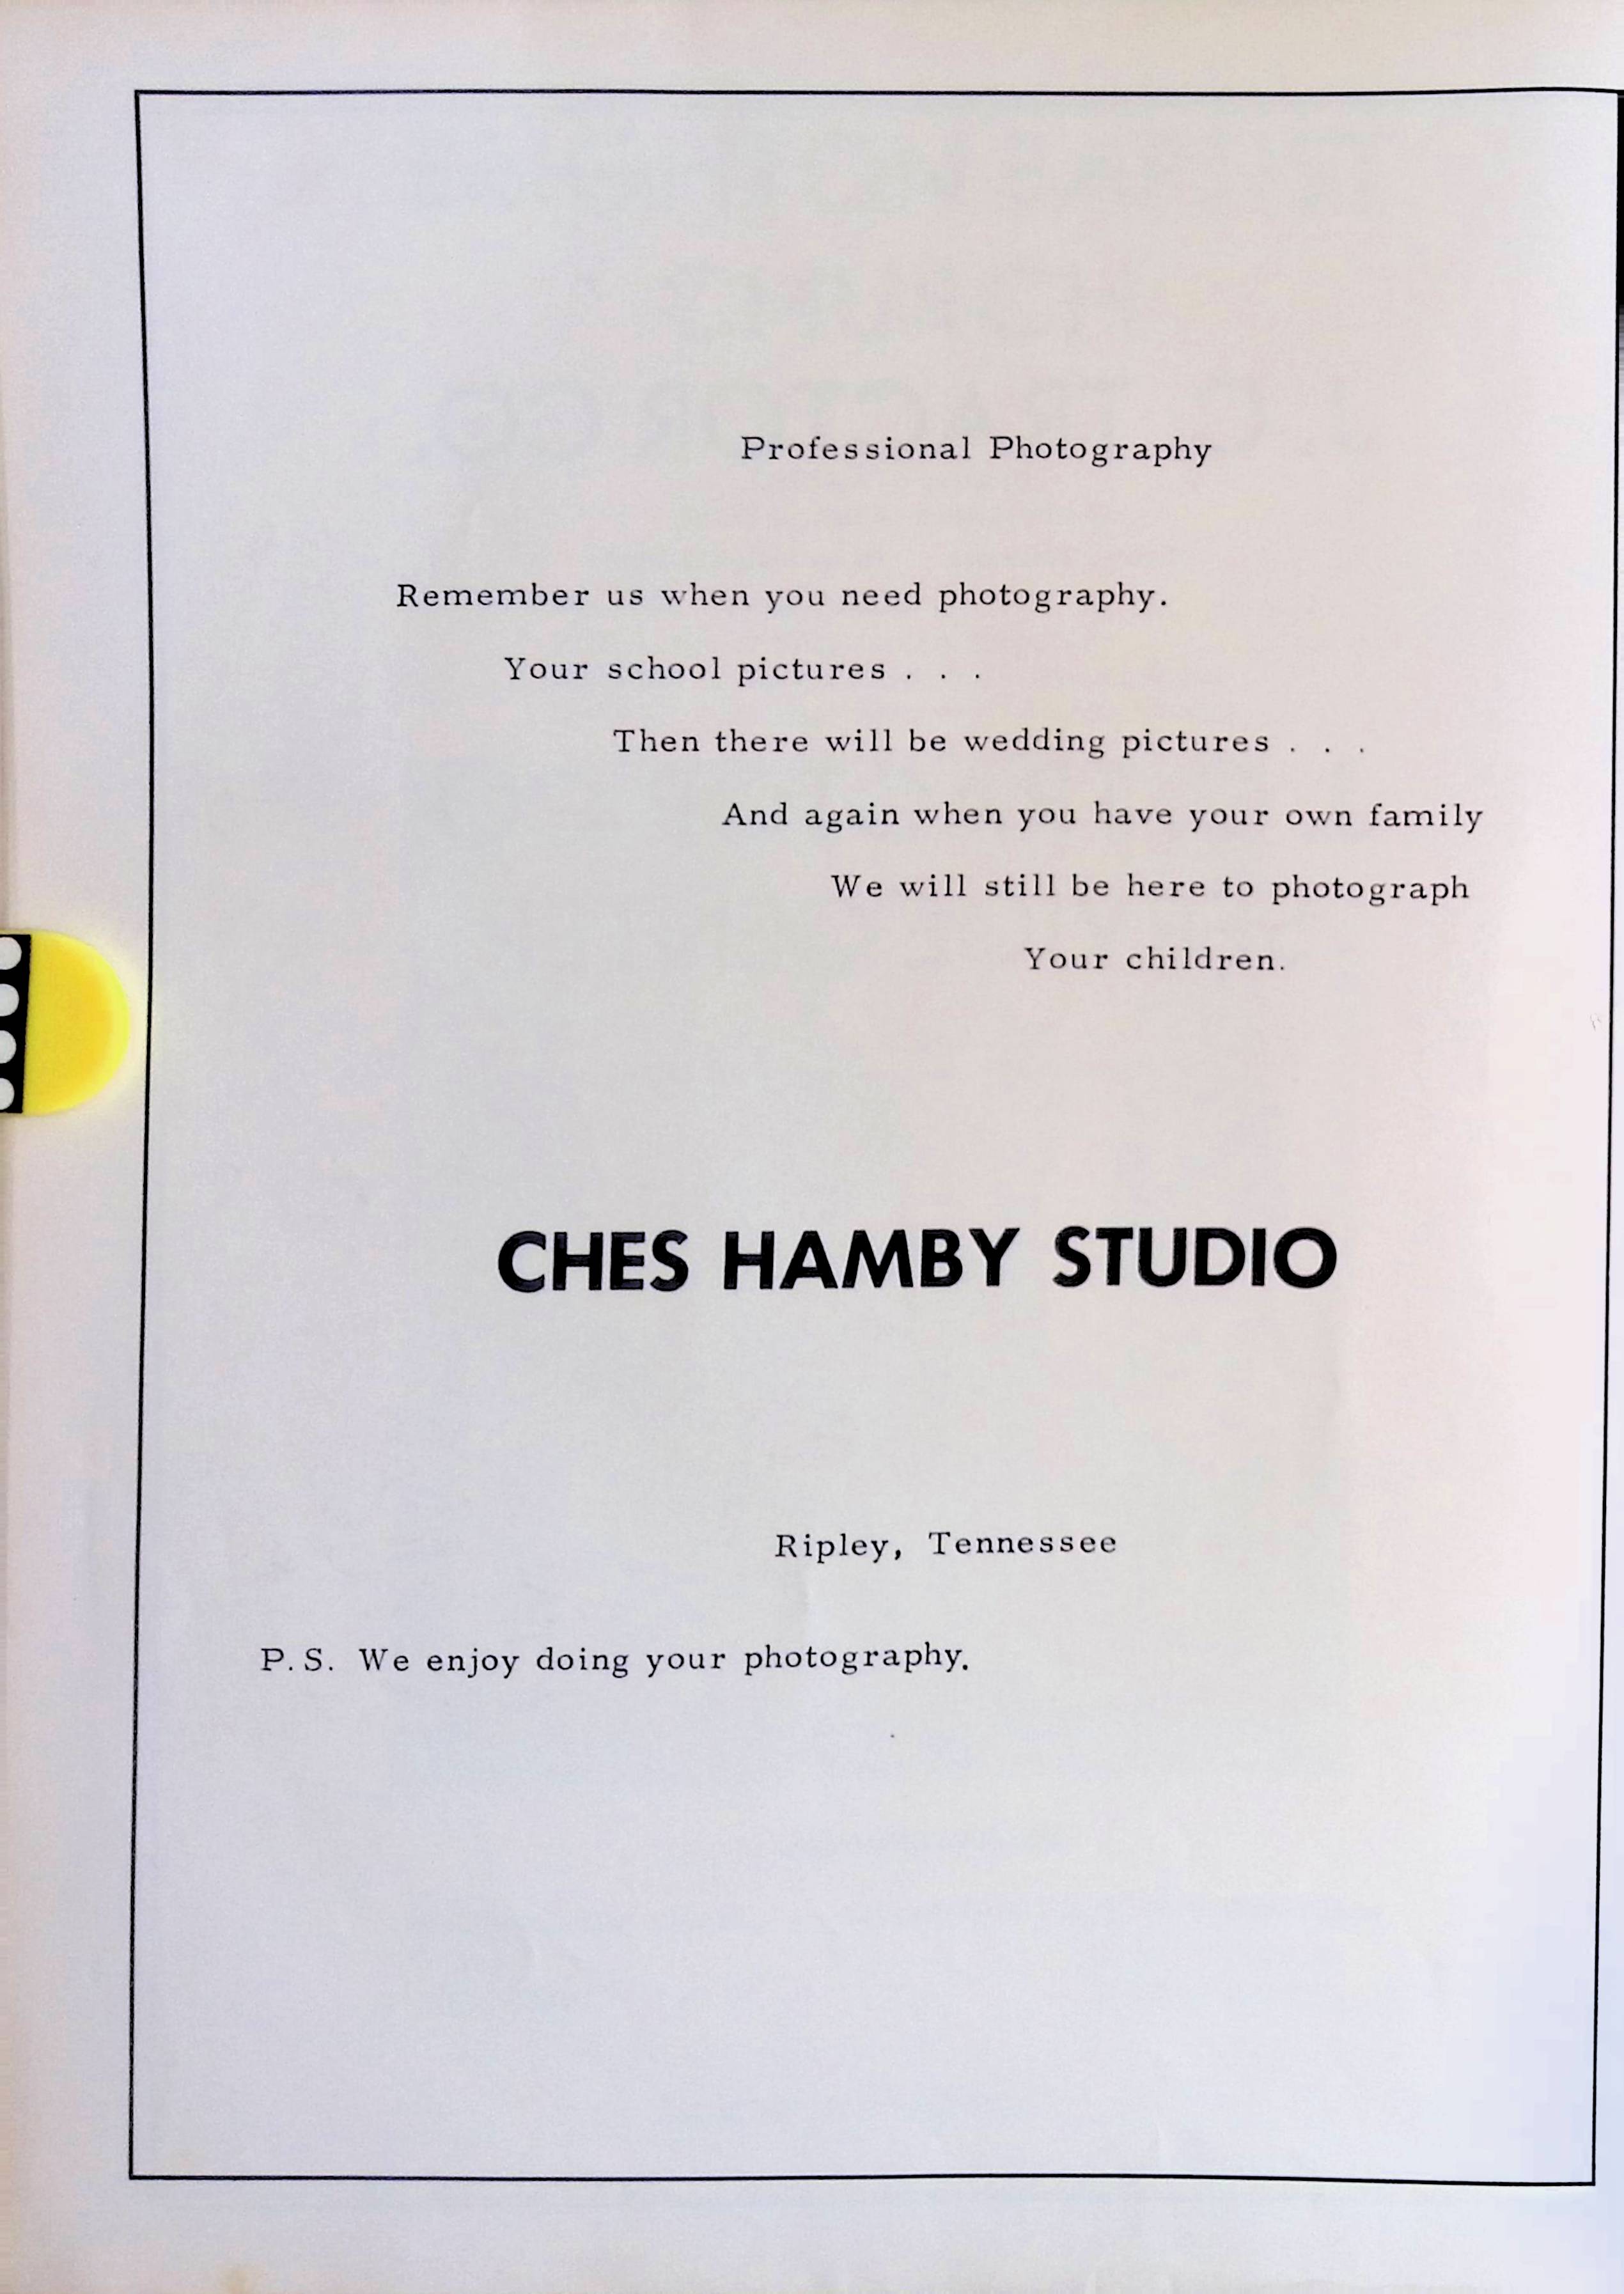 Professional Photography
Remember us when you need photography.
Your school pictures . . .
Then there will be wedding pictures . . .
And again when you have your own family
We will still be here to photograph
Your children.
CHES HAMBY STUDIO
Ripley, Tennessee
P.S. We enjoy doing your photography.